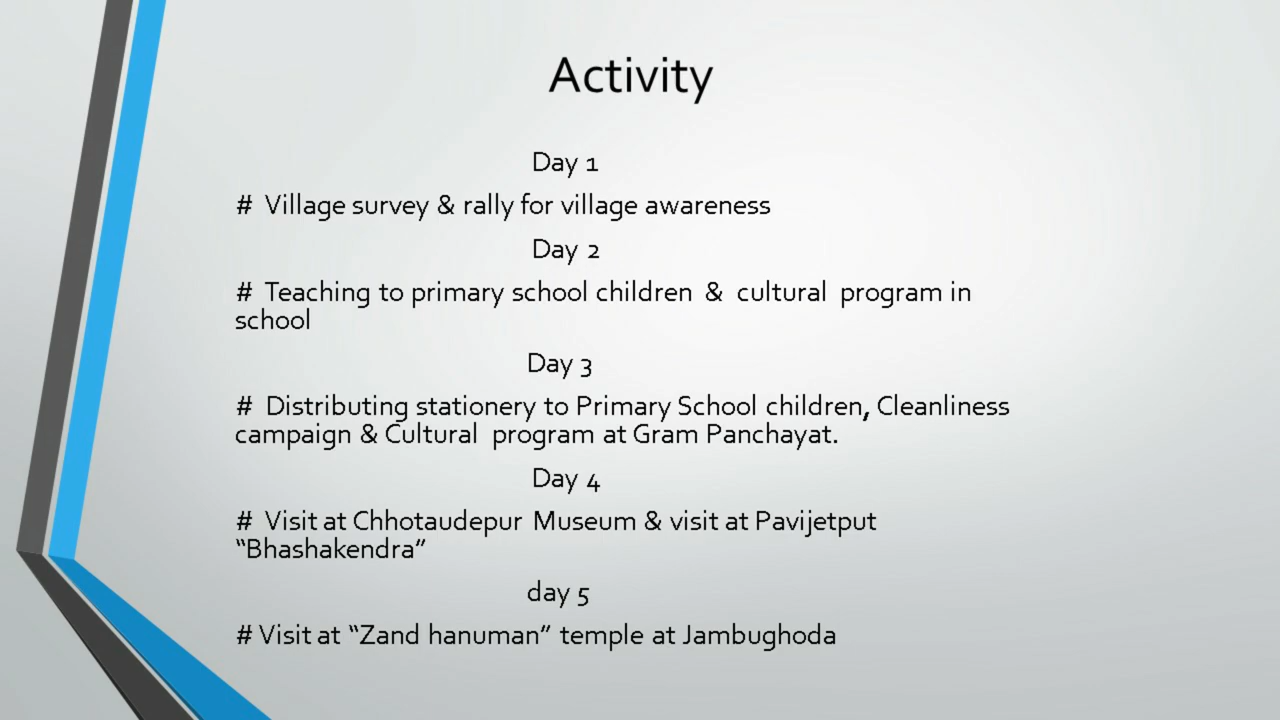 Activity
Day 1
# Village survey & rally for village awareness
Day 2
# Teaching to primary school children & cultural program in
school
Day 3
# Distributing stationery to Primary School children, Cleanliness
campaign & Cultural program at Gram Panchayat.
Day 4
# Visit at Chhotaudepur Museum & visit at Pavijetput
“Bhashakendra”
day 5
# Visit at “Zand hanuman” temple at Jambughoda